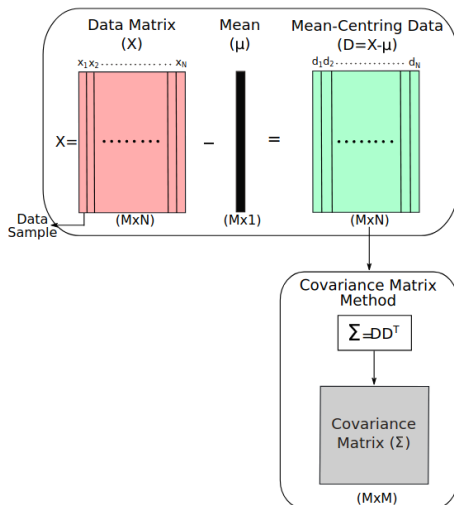 Data Matrix
(X)
Mean
(μ)
Mean-Centring Data
(D=X-μ)
x₁x₂ .............. xN
d₁d₂ .............. dN
X=
........
−
=
........
(MxN)
(Mx1)
(MxN)
Data
Sample
Covariance Matrix
Method
Σ=DDᵀ
Covariance
Matrix (Σ)
(MxM)